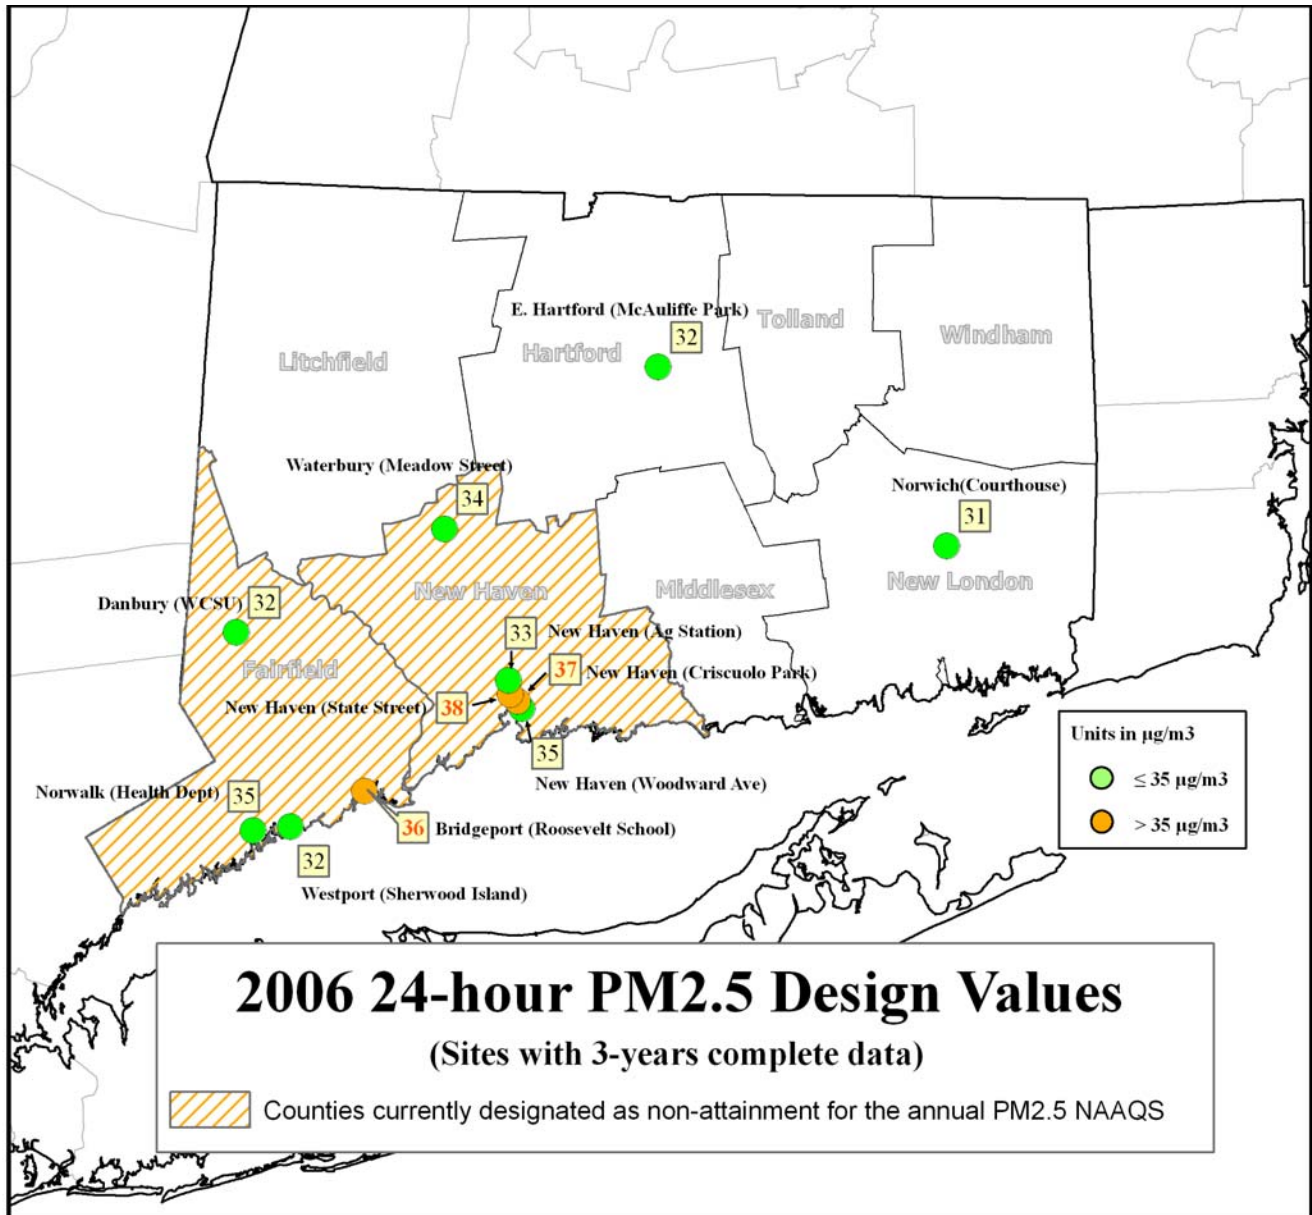 E. Hartford (McAuliffe Park)
32
Tolland
Windham
Hartford
Litchfield
Waterbury (Meadow Street)
34
Norwich(Courthouse)
31
New London
New Haven
Middlesex
Danbury (WCSU)
32
Fairfield
33
New Haven (Ag Station)
37
New Haven (Criscuolo Park)
New Haven (State Street)
38
35
New Haven (Woodward Ave)
Norwalk (Health Dept)
35
36
Bridgeport (Roosevelt School)
32
Westport (Sherwood Island)
Units in µg/m3
≤ 35 µg/m3
> 35 µg/m3
2006 24-hour PM2.5 Design Values
(Sites with 3-years complete data)
Counties currently designated as non-attainment for the annual PM2.5 NAAQS